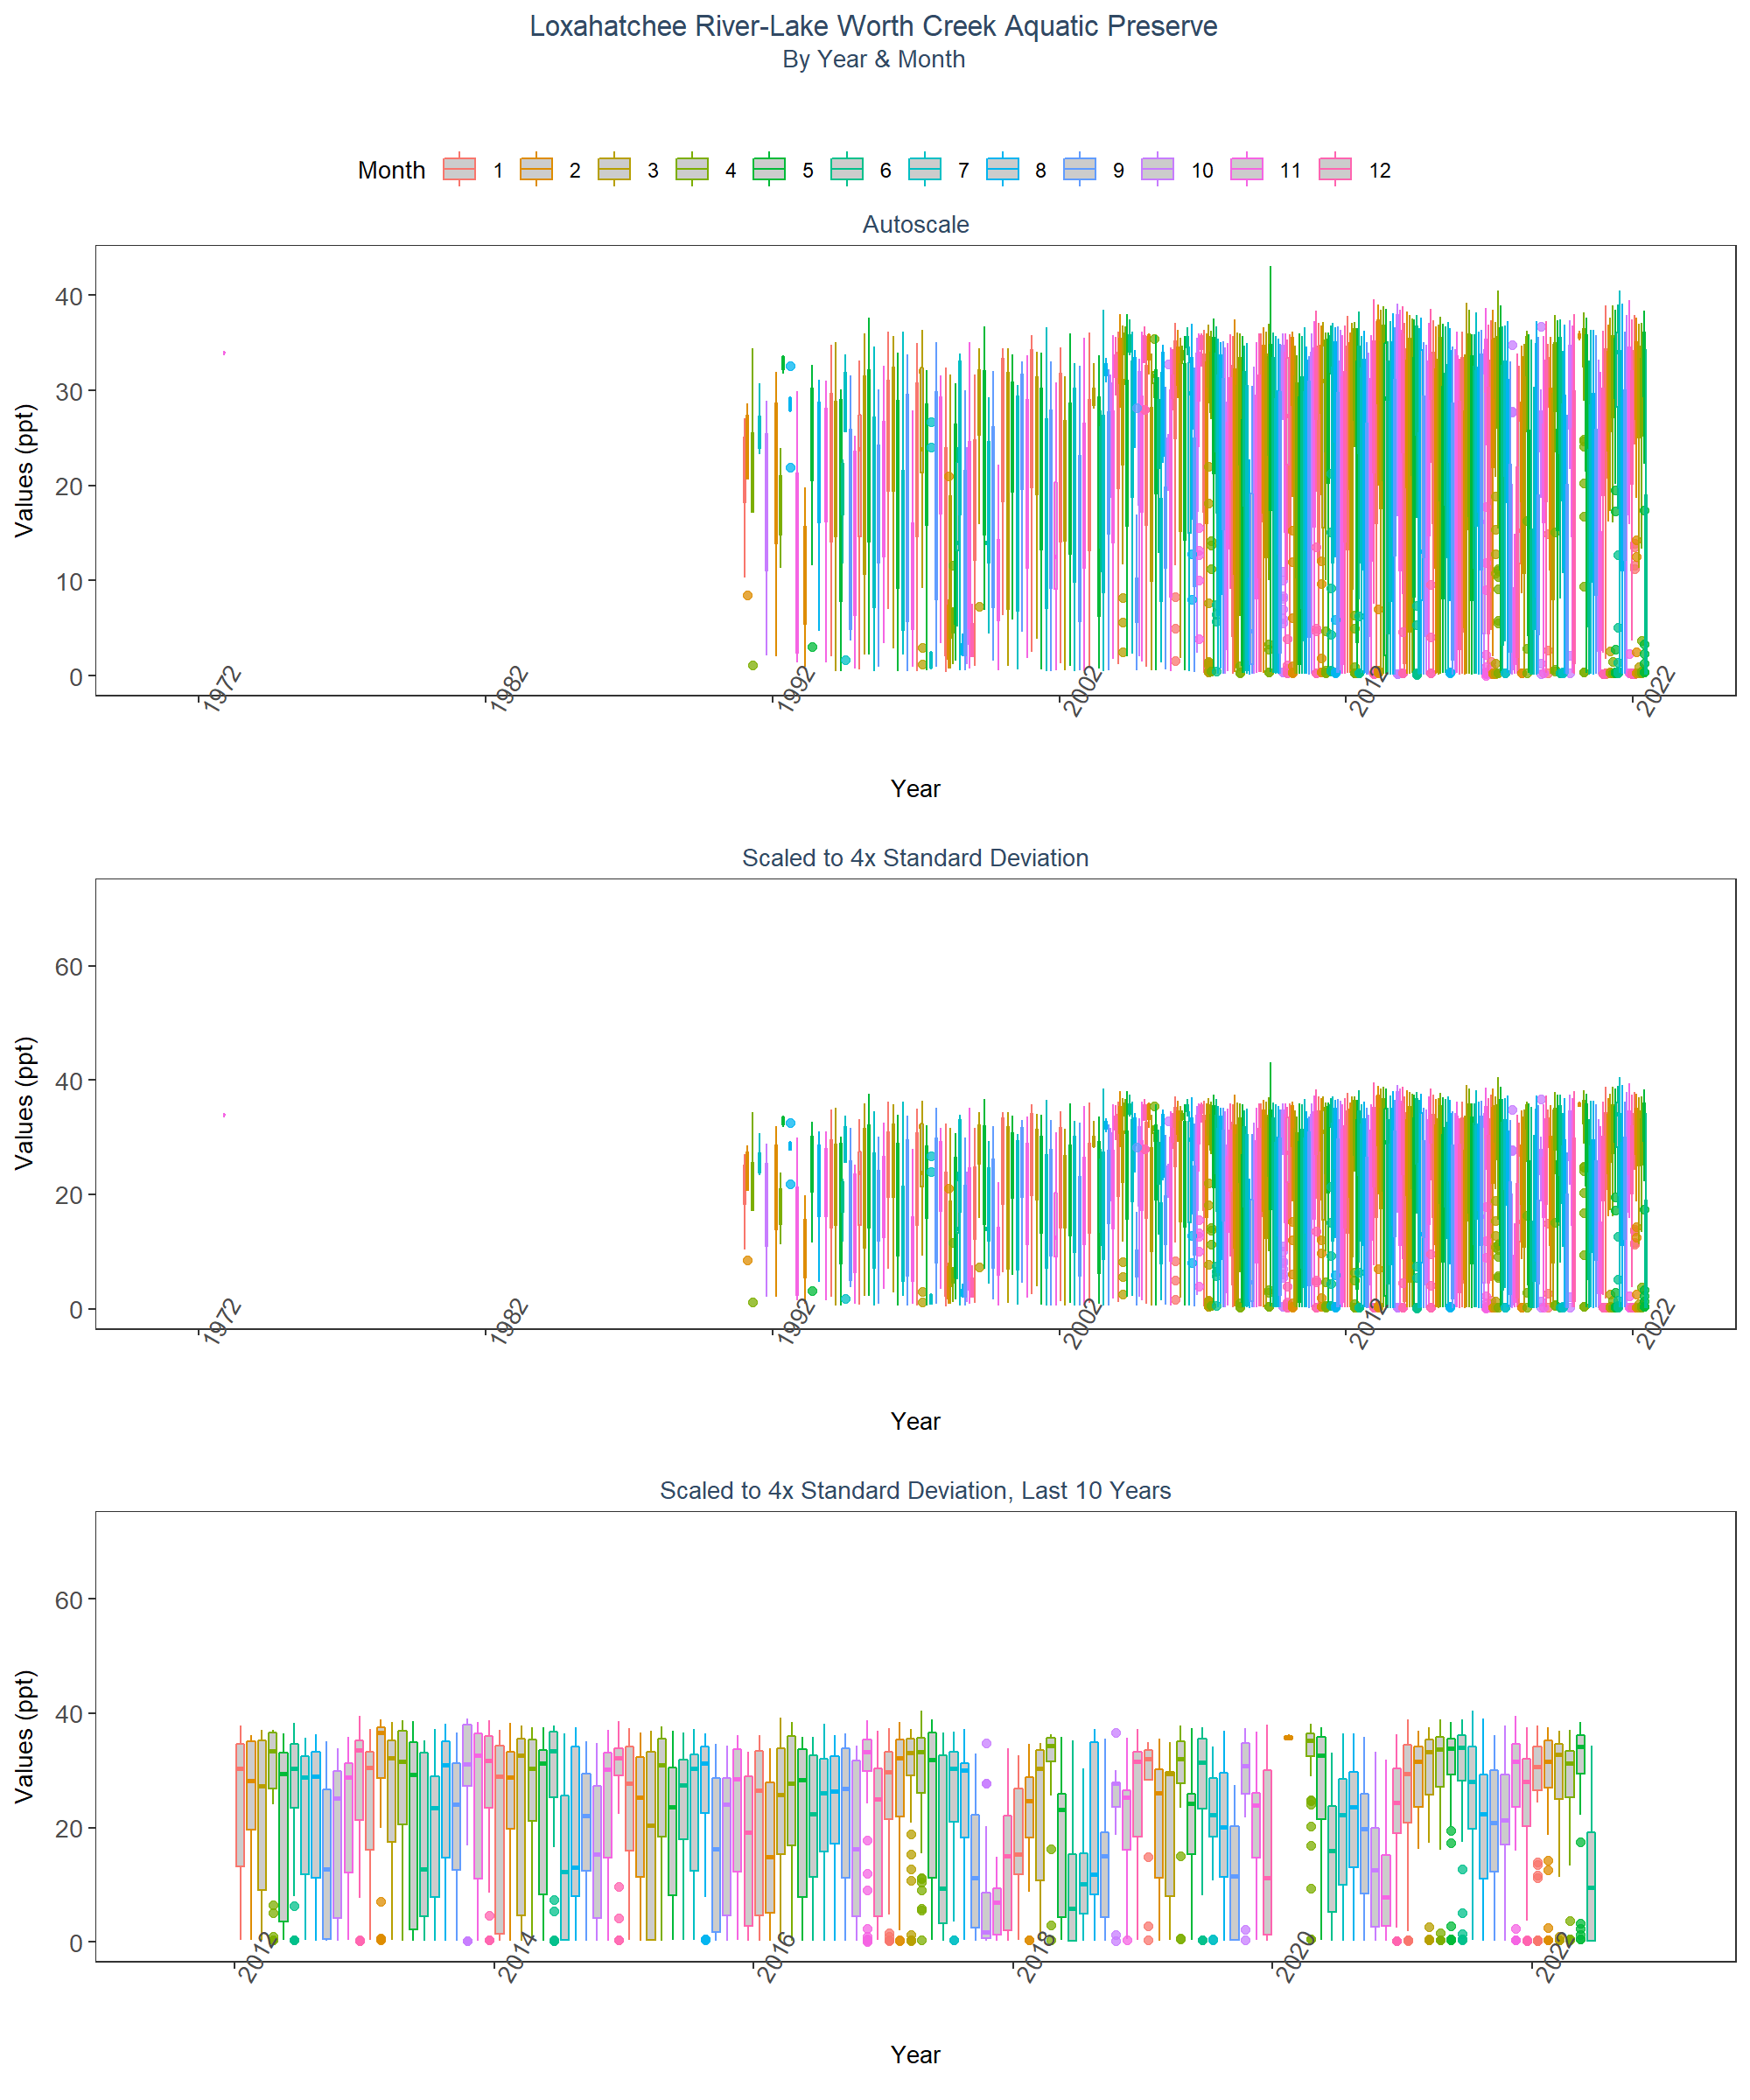 Loxahatchee River-Lake Worth Creek Aquatic Preserve
By Year & Month
Month 1 2 3 4 5 6 7 8 9 10 11 12
Autoscale
Values (ppt)
40
30
20
10
0
1972 1982 1992 2002 2012 2022
Year
Scaled to 4x Standard Deviation
Values (ppt)
60
40
20
0
1972 1982 1992 2002 2012 2022
Year
Scaled to 4x Standard Deviation, Last 10 Years
Values (ppt)
60
40
20
0
2012 2014 2016 2018 2020 2022
Year